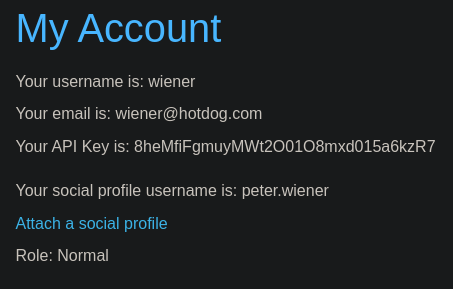 My Account
Your username is: wiener
Your email is: wiener@hotdog.com
Your API Key is: 8heMfiFgmuyMWt2O01O8mxd015a6kzR7
Your social profile username is: peter.wiener
Attach a social profile
Role: Normal